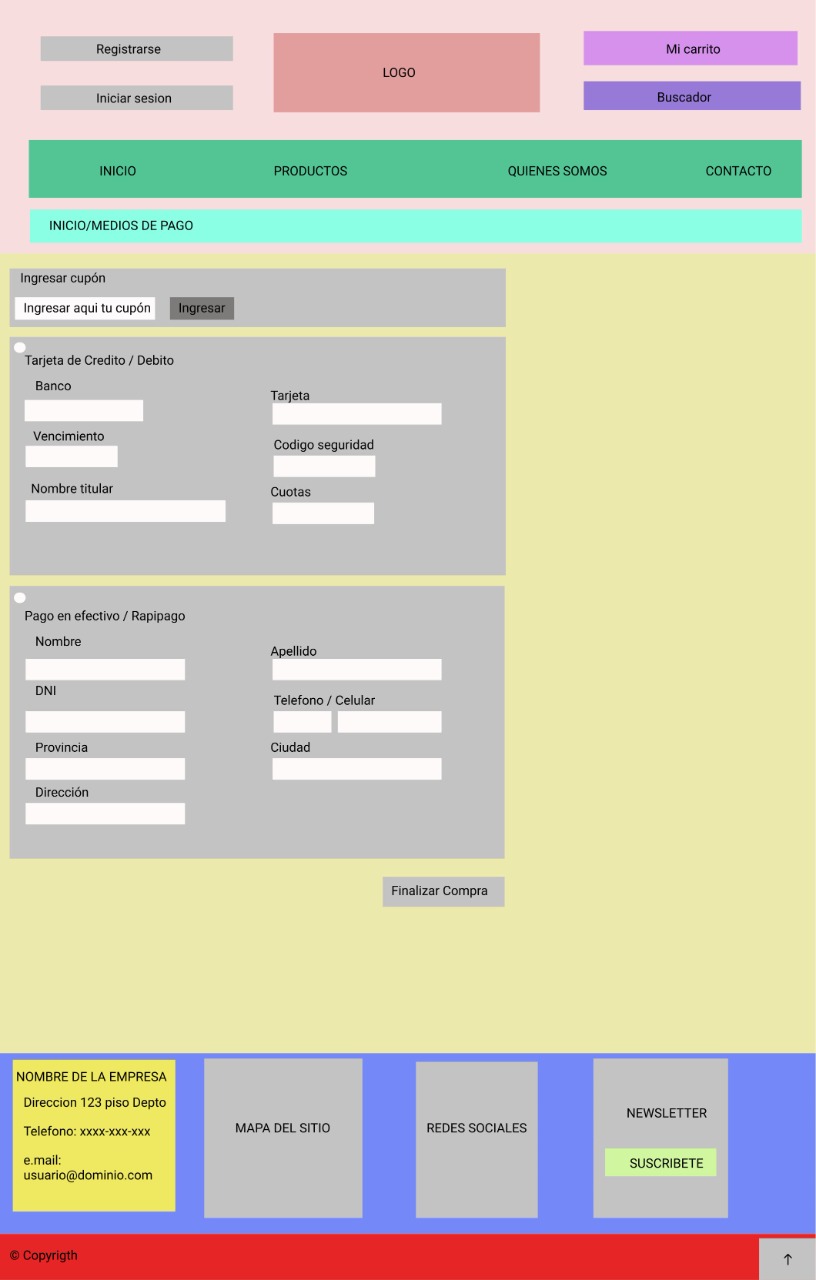 Registrarse
LOGO
Mi carrito
Iniciar sesion
Buscador
INICIO
PRODUCTOS
QUIENES SOMOS
CONTACTO
INICIO/MEDIOS DE PAGO
Ingresar cupón
Ingresar aqui tu cupón
Ingresar
Tarjeta de Credito / Debito
Banco
Tarjeta
Vencimiento
Codigo seguridad
Nombre titular
Cuotas
Pago en efectivo / Rapipago
Nombre
Apellido
DNI
Telefono / Celular
Provincia
Ciudad
Dirección
Finalizar Compra
NOMBRE DE LA EMPRESA
Direccion 123 piso Depto
Telefono: xxxx-xxx-xxx
e.mail:
usuario@dominio.com
MAPA DEL SITIO
REDES SOCIALES
NEWSLETTER
SUSCRIBETE
© Copyrigth